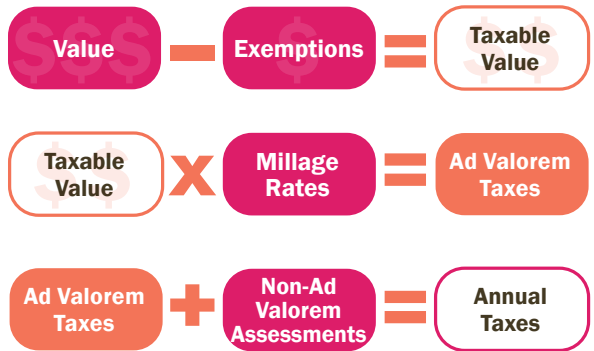 Value − Exemptions = Taxable Value
Taxable Value x Millage Rates = Ad Valorem Taxes
Ad Valorem Taxes + Non-Ad Valorem Assessments = Annual Taxes